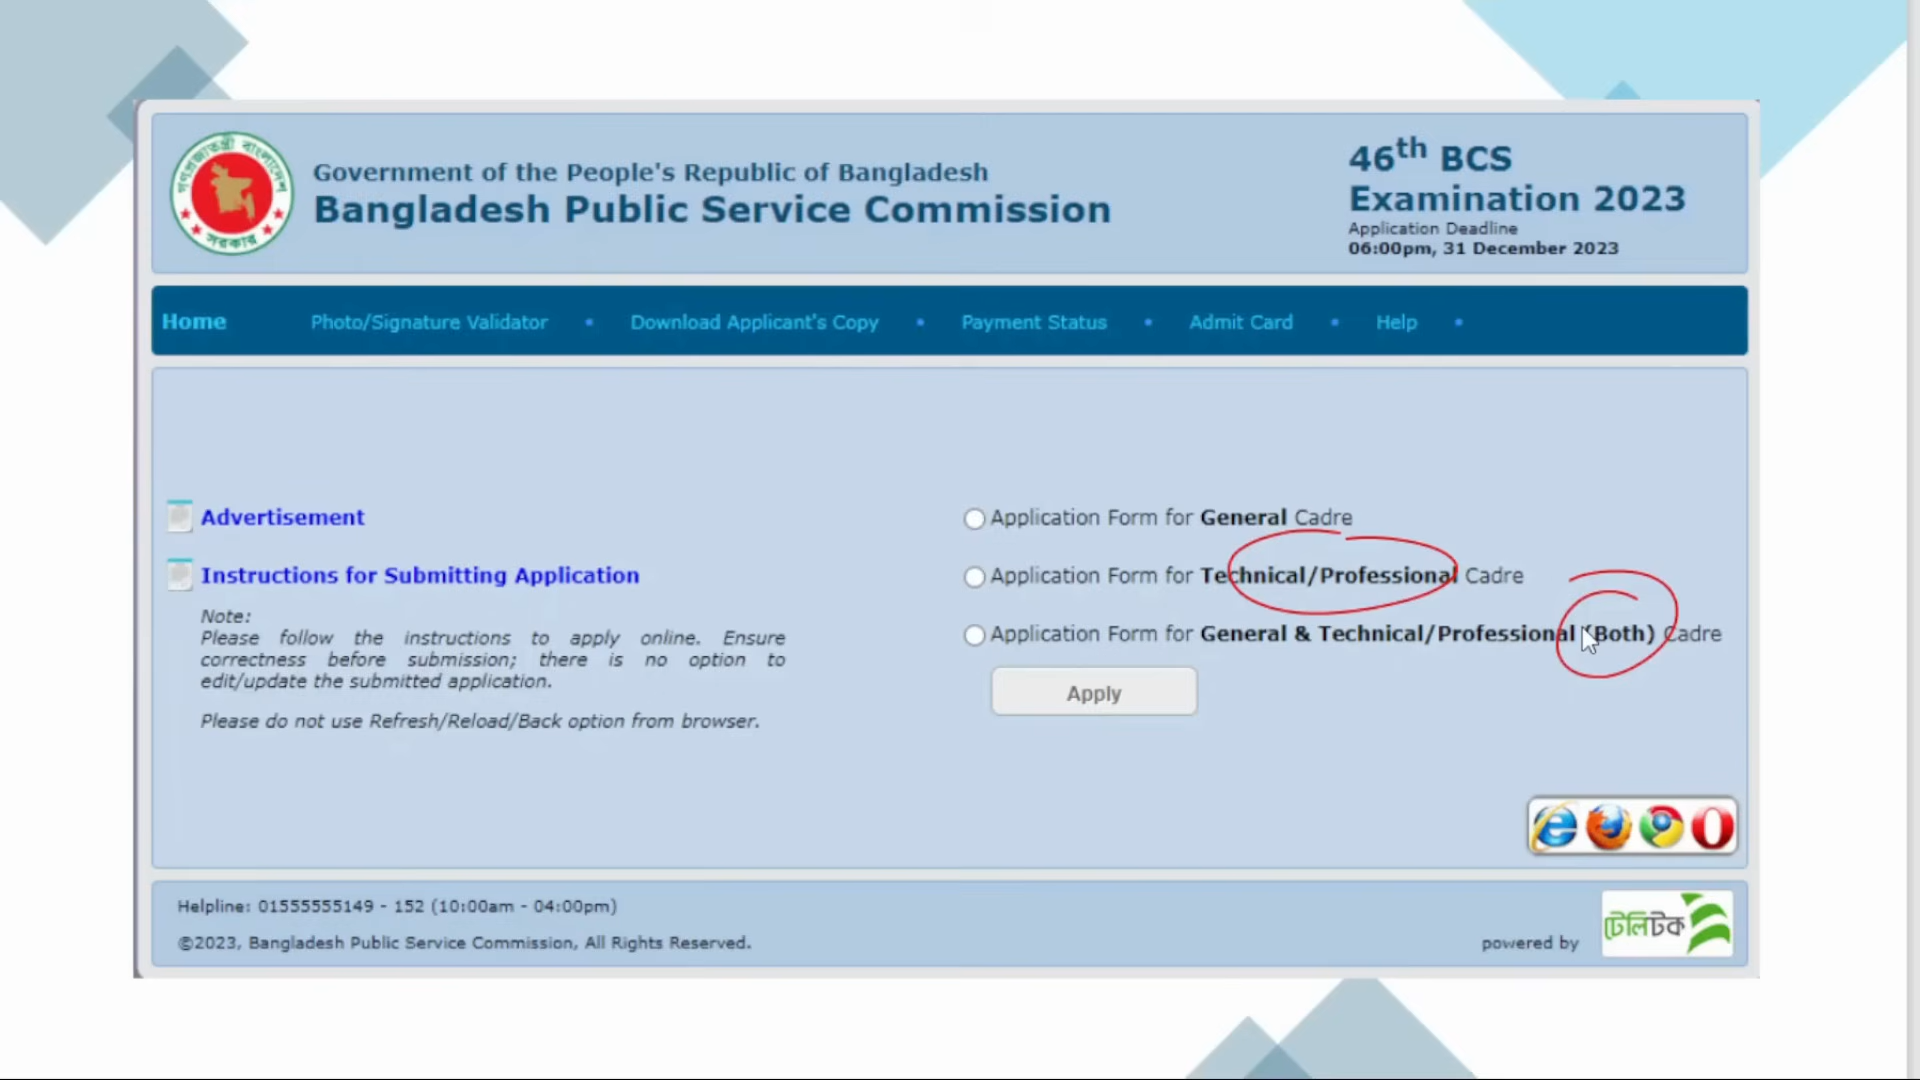 গণপ্রজাতন্ত্রী বাংলাদেশ
সরকার
Government of the People's Republic of Bangladesh
Bangladesh Public Service Commission
46th BCS
Examination 2023
Application Deadline
06:00pm, 31 December 2023
Home Photo/Signature Validator • Download Applicant's Copy • Payment Status • Admit Card • Help •
Advertisement
Instructions for Submitting Application
Note:
Please follow the instructions to apply online. Ensure
correctness before submission; there is no option to
edit/update the submitted application.
Please do not use Refresh/Reload/Back option from browser.
Application Form for General Cadre
Application Form for Technical/Professional Cadre
Application Form for General & Technical/Professional (Both) Cadre
Apply
Helpline: 01555555149 - 152 (10:00am - 04:00pm)
©2023, Bangladesh Public Service Commission, All Rights Reserved.
powered by
টেলিটক